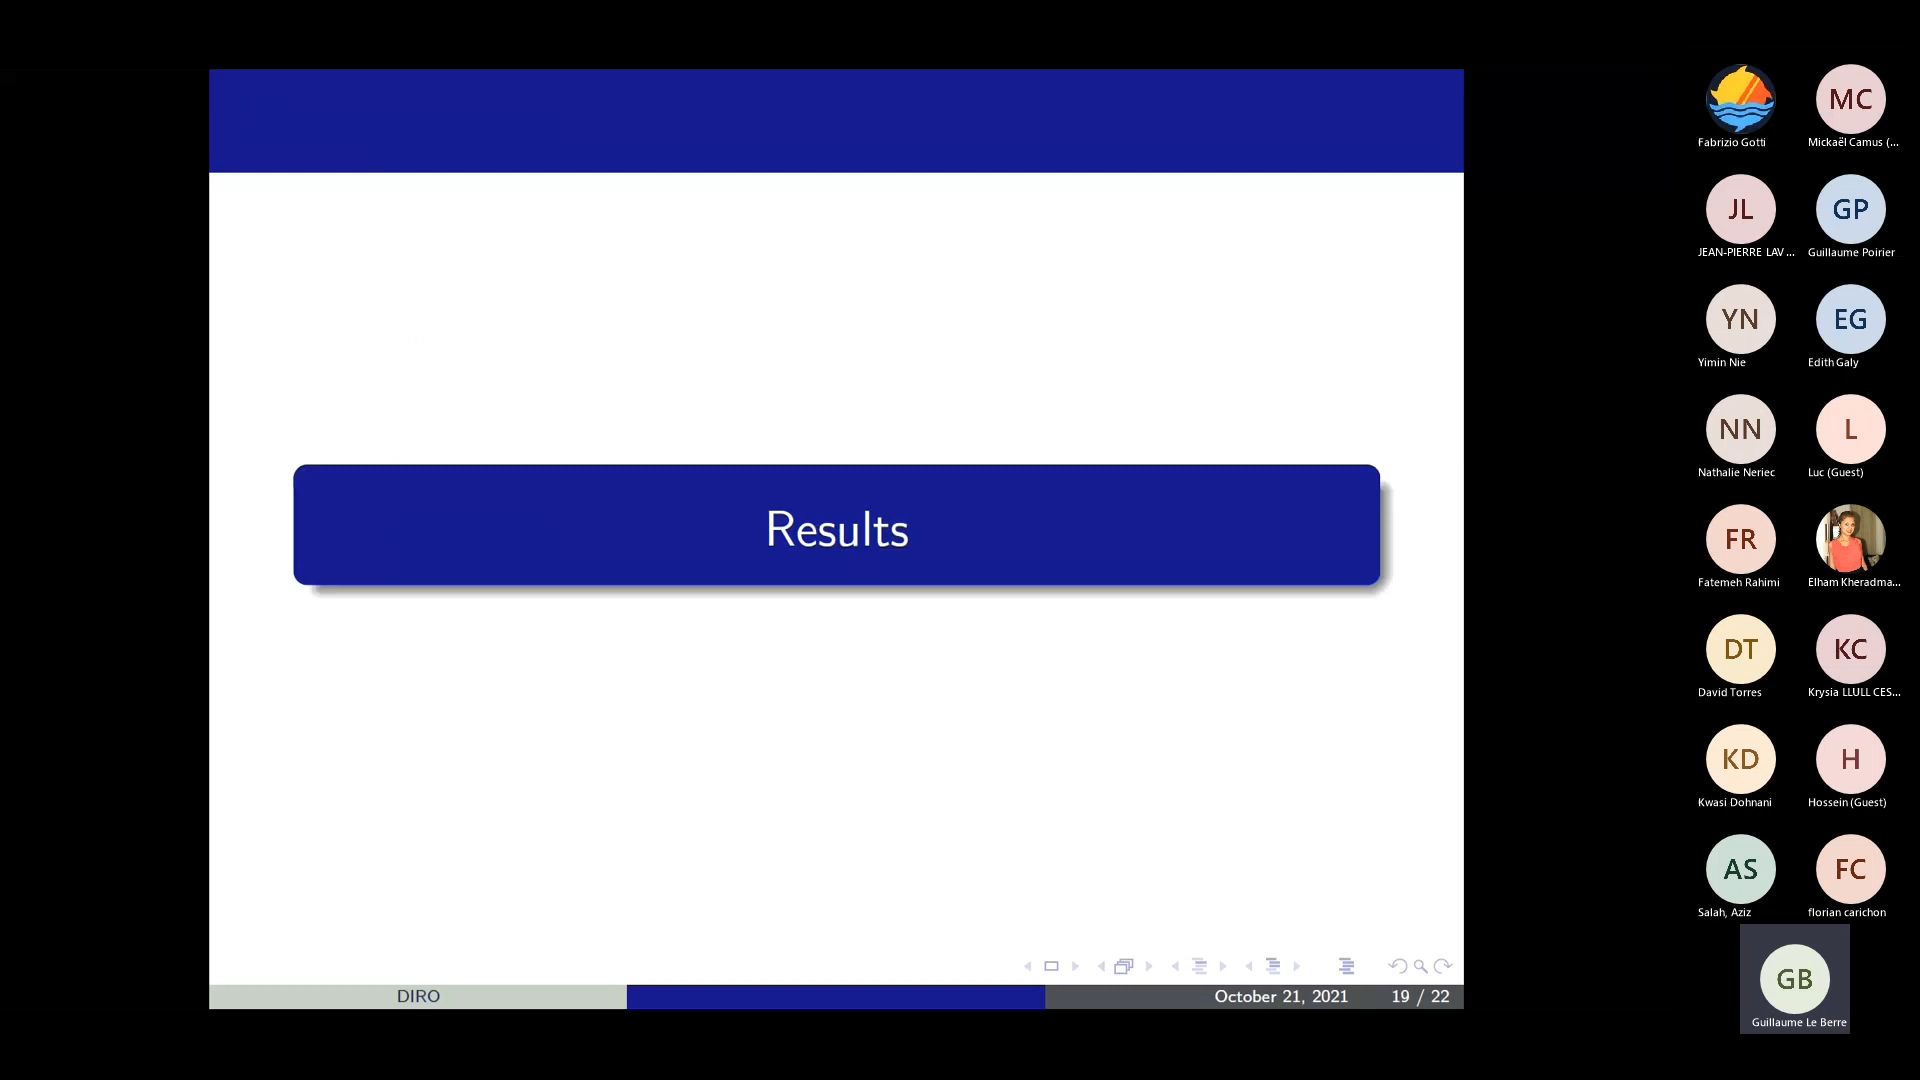 Results
DIRO
October 21, 2021
19 / 22
Fabrizio Gotti
MC
Mickaël Camus (...
JL
JEAN-PIERRE LAV...
GP
Guillaume Poirier
YN
Yimin Nie
EG
Edith Galy
NN
Nathalie Neriec
L
Luc (Guest)
FR
Fatemeh Rahimi
Elham Kheradma...
DT
David Torres
KC
Krysia LLULL CES...
KD
Kwasi Dohnani
H
Hossein (Guest)
AS
Salah, Aziz
FC
florian carichon
GB
Guillaume Le Berre